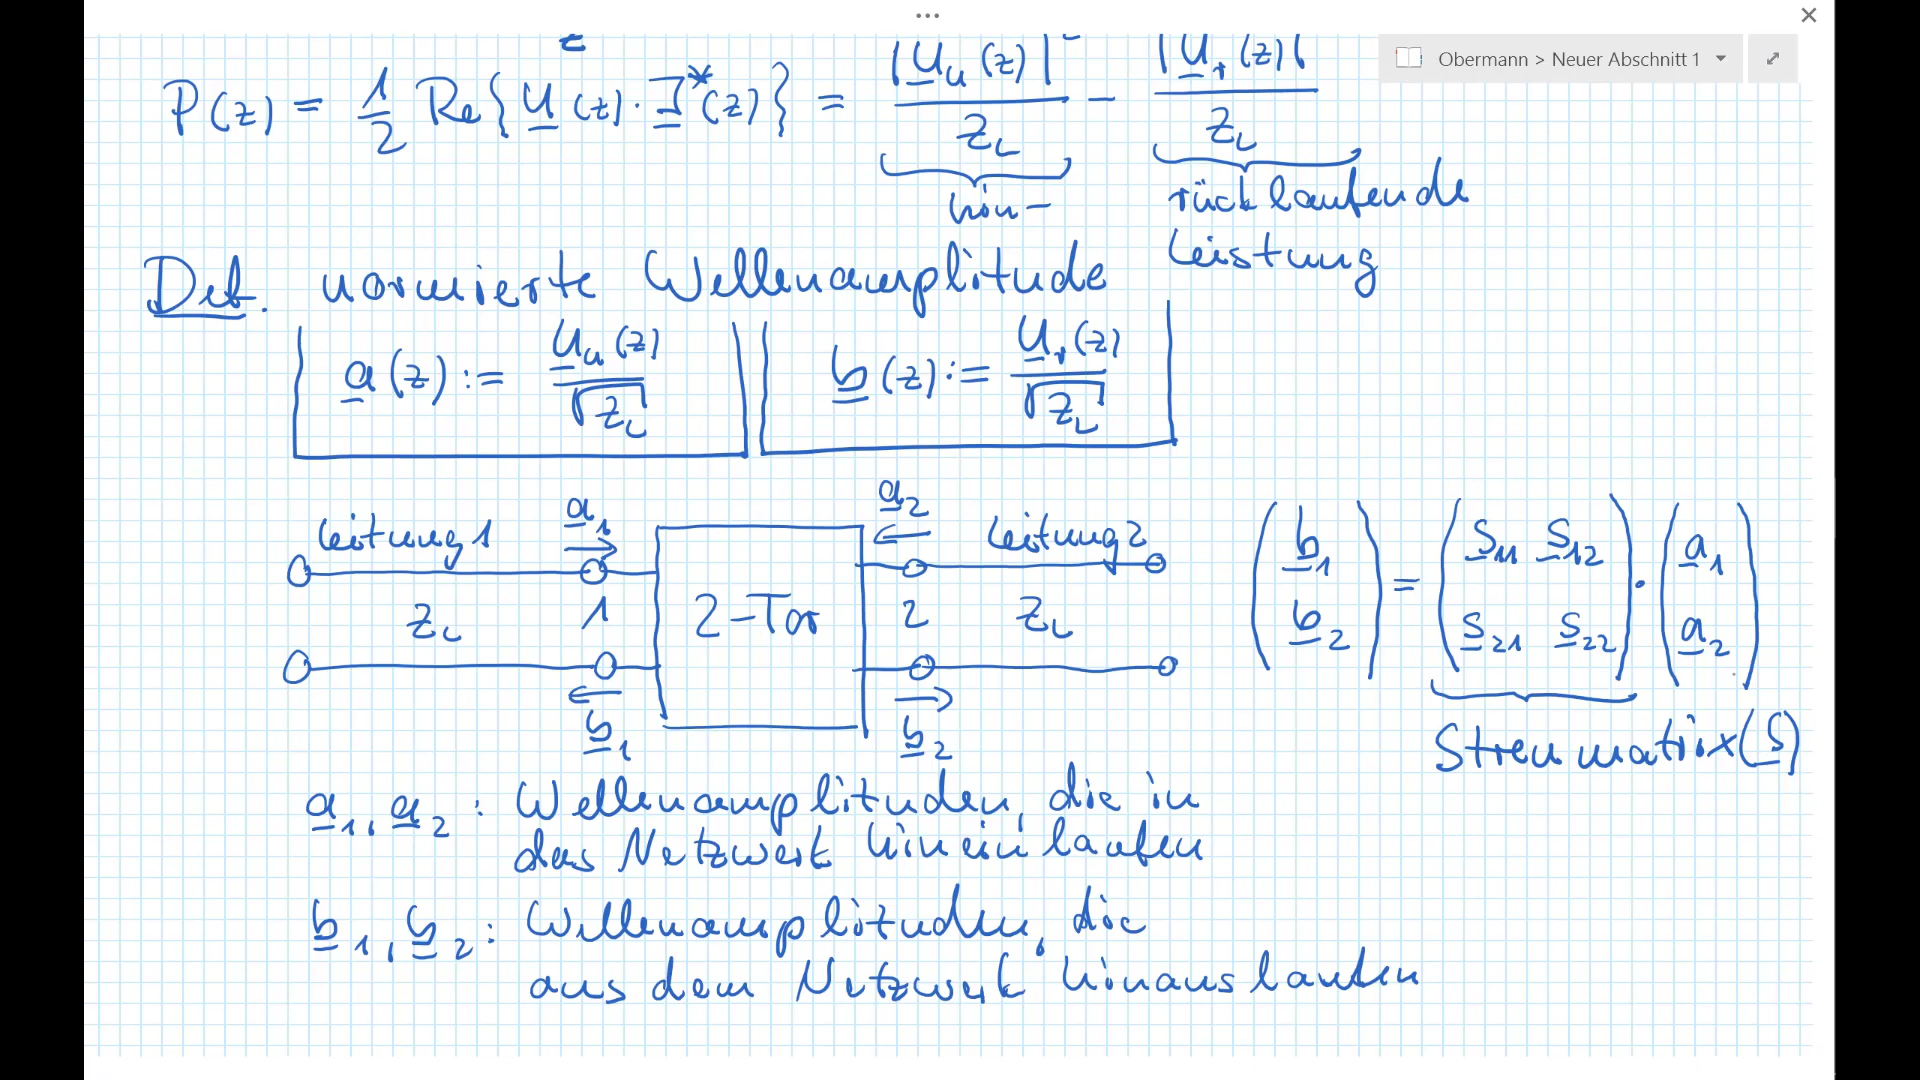 ...
Obermann > Neuer Abschnitt 1
P(z) = 1/2 Re{U(z) · I*(z)} = |U_h(z)|²/Z_L − |U_r(z)|/Z_L
hin- rücklaufende
Leistung
Def. normierte Wellenamplitude
a(z) := U_h(z)/√Z_L b(z) := U_r(z)/√Z_L
Leitung 1 a_1 a_2 Leitung 2
Z_L 1 2-Tor 2 Z_L
b_1 b_2
(b_1 b_2) = (S_11 S_12 S_21 S_22) · (a_1 a_2)
Streumatrix (S)
a_1, a_2: Wellenamplituden, die in
das Netzwerk hineinlaufen
b_1, b_2: Wellenamplituden, die
aus dem Netzwerk hinauslaufen